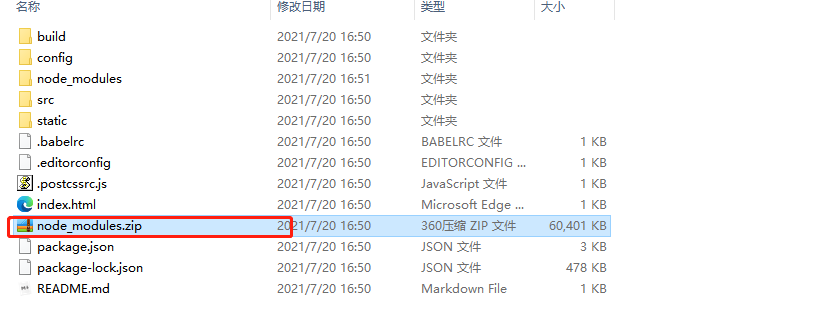 名称 修改日期 类型 大小
build 2021/7/20 16:50 文件夹
config 2021/7/20 16:50 文件夹
node_modules 2021/7/20 16:51 文件夹
src 2021/7/20 16:50 文件夹
static 2021/7/20 16:50 文件夹
.babelrc 2021/7/20 16:50 BABELRC 文件 1 KB
.editorconfig 2021/7/20 16:50 EDITORCONFIG ... 1 KB
.postcssrc.js 2021/7/20 16:50 JavaScript 文件 1 KB
index.html 2021/7/20 16:50 Microsoft Edge ... 1 KB
node_modules.zip 2021/7/20 16:50 360压缩 ZIP 文件 60,401 KB
package.json 2021/7/20 16:50 JSON 文件 3 KB
package-lock.json 2021/7/20 16:50 JSON 文件 478 KB
README.md 2021/7/20 16:50 Markdown File 1 KB